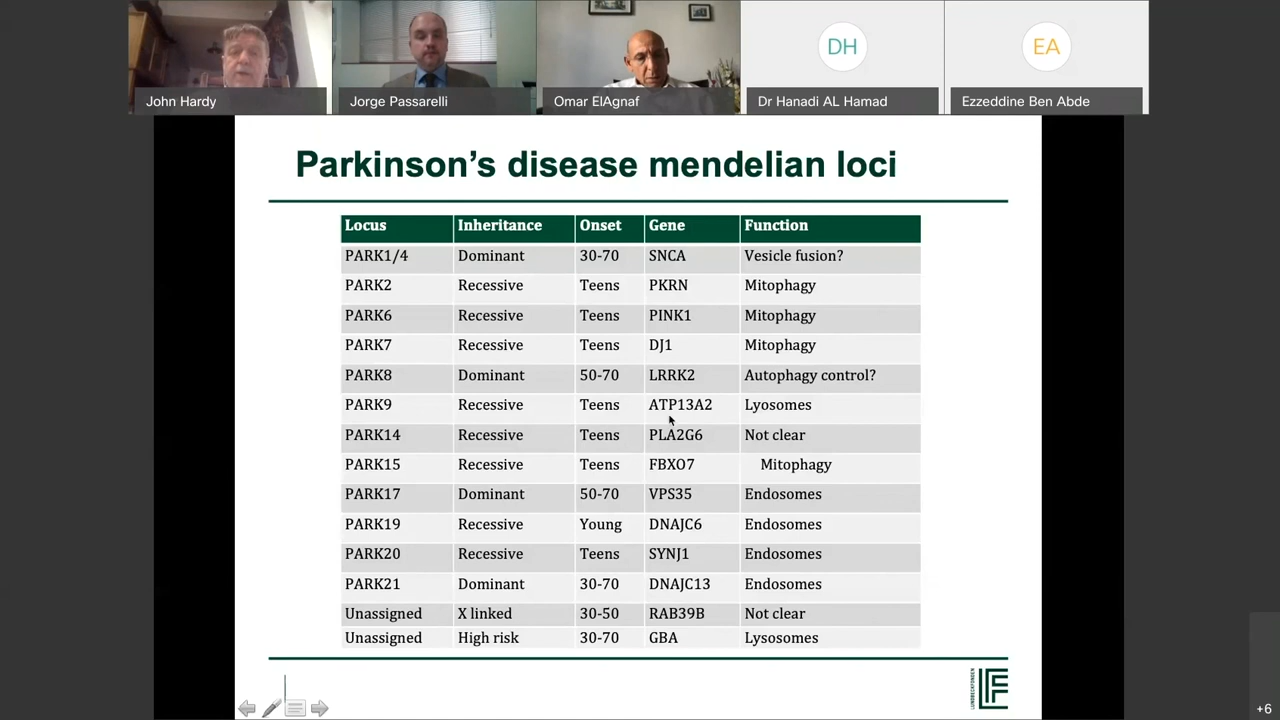 John Hardy
Jorge Passarelli
Omar ElAgnaf
DH
Dr Hanadi AL Hamad
EA
Ezzeddine Ben Abde
Parkinson's disease mendelian loci
Locus Inheritance Onset Gene Function
PARK1/4 Dominant 30-70 SNCA Vesicle fusion?
PARK2 Recessive Teens PKRN Mitophagy
PARK6 Recessive Teens PINK1 Mitophagy
PARK7 Recessive Teens DJ1 Mitophagy
PARK8 Dominant 50-70 LRRK2 Autophagy control?
PARK9 Recessive Teens ATP13A2 Lyosomes
PARK14 Recessive Teens PLA2G6 Not clear
PARK15 Recessive Teens FBXO7 Mitophagy
PARK17 Dominant 50-70 VPS35 Endosomes
PARK19 Recessive Young DNAJC6 Endosomes
PARK20 Recessive Teens SYNJ1 Endosomes
PARK21 Dominant 30-70 DNAJC13 Endosomes
Unassigned X linked 30-50 RAB39B Not clear
Unassigned High risk 30-70 GBA Lysosomes
LUNDBECKFONDEN
+6